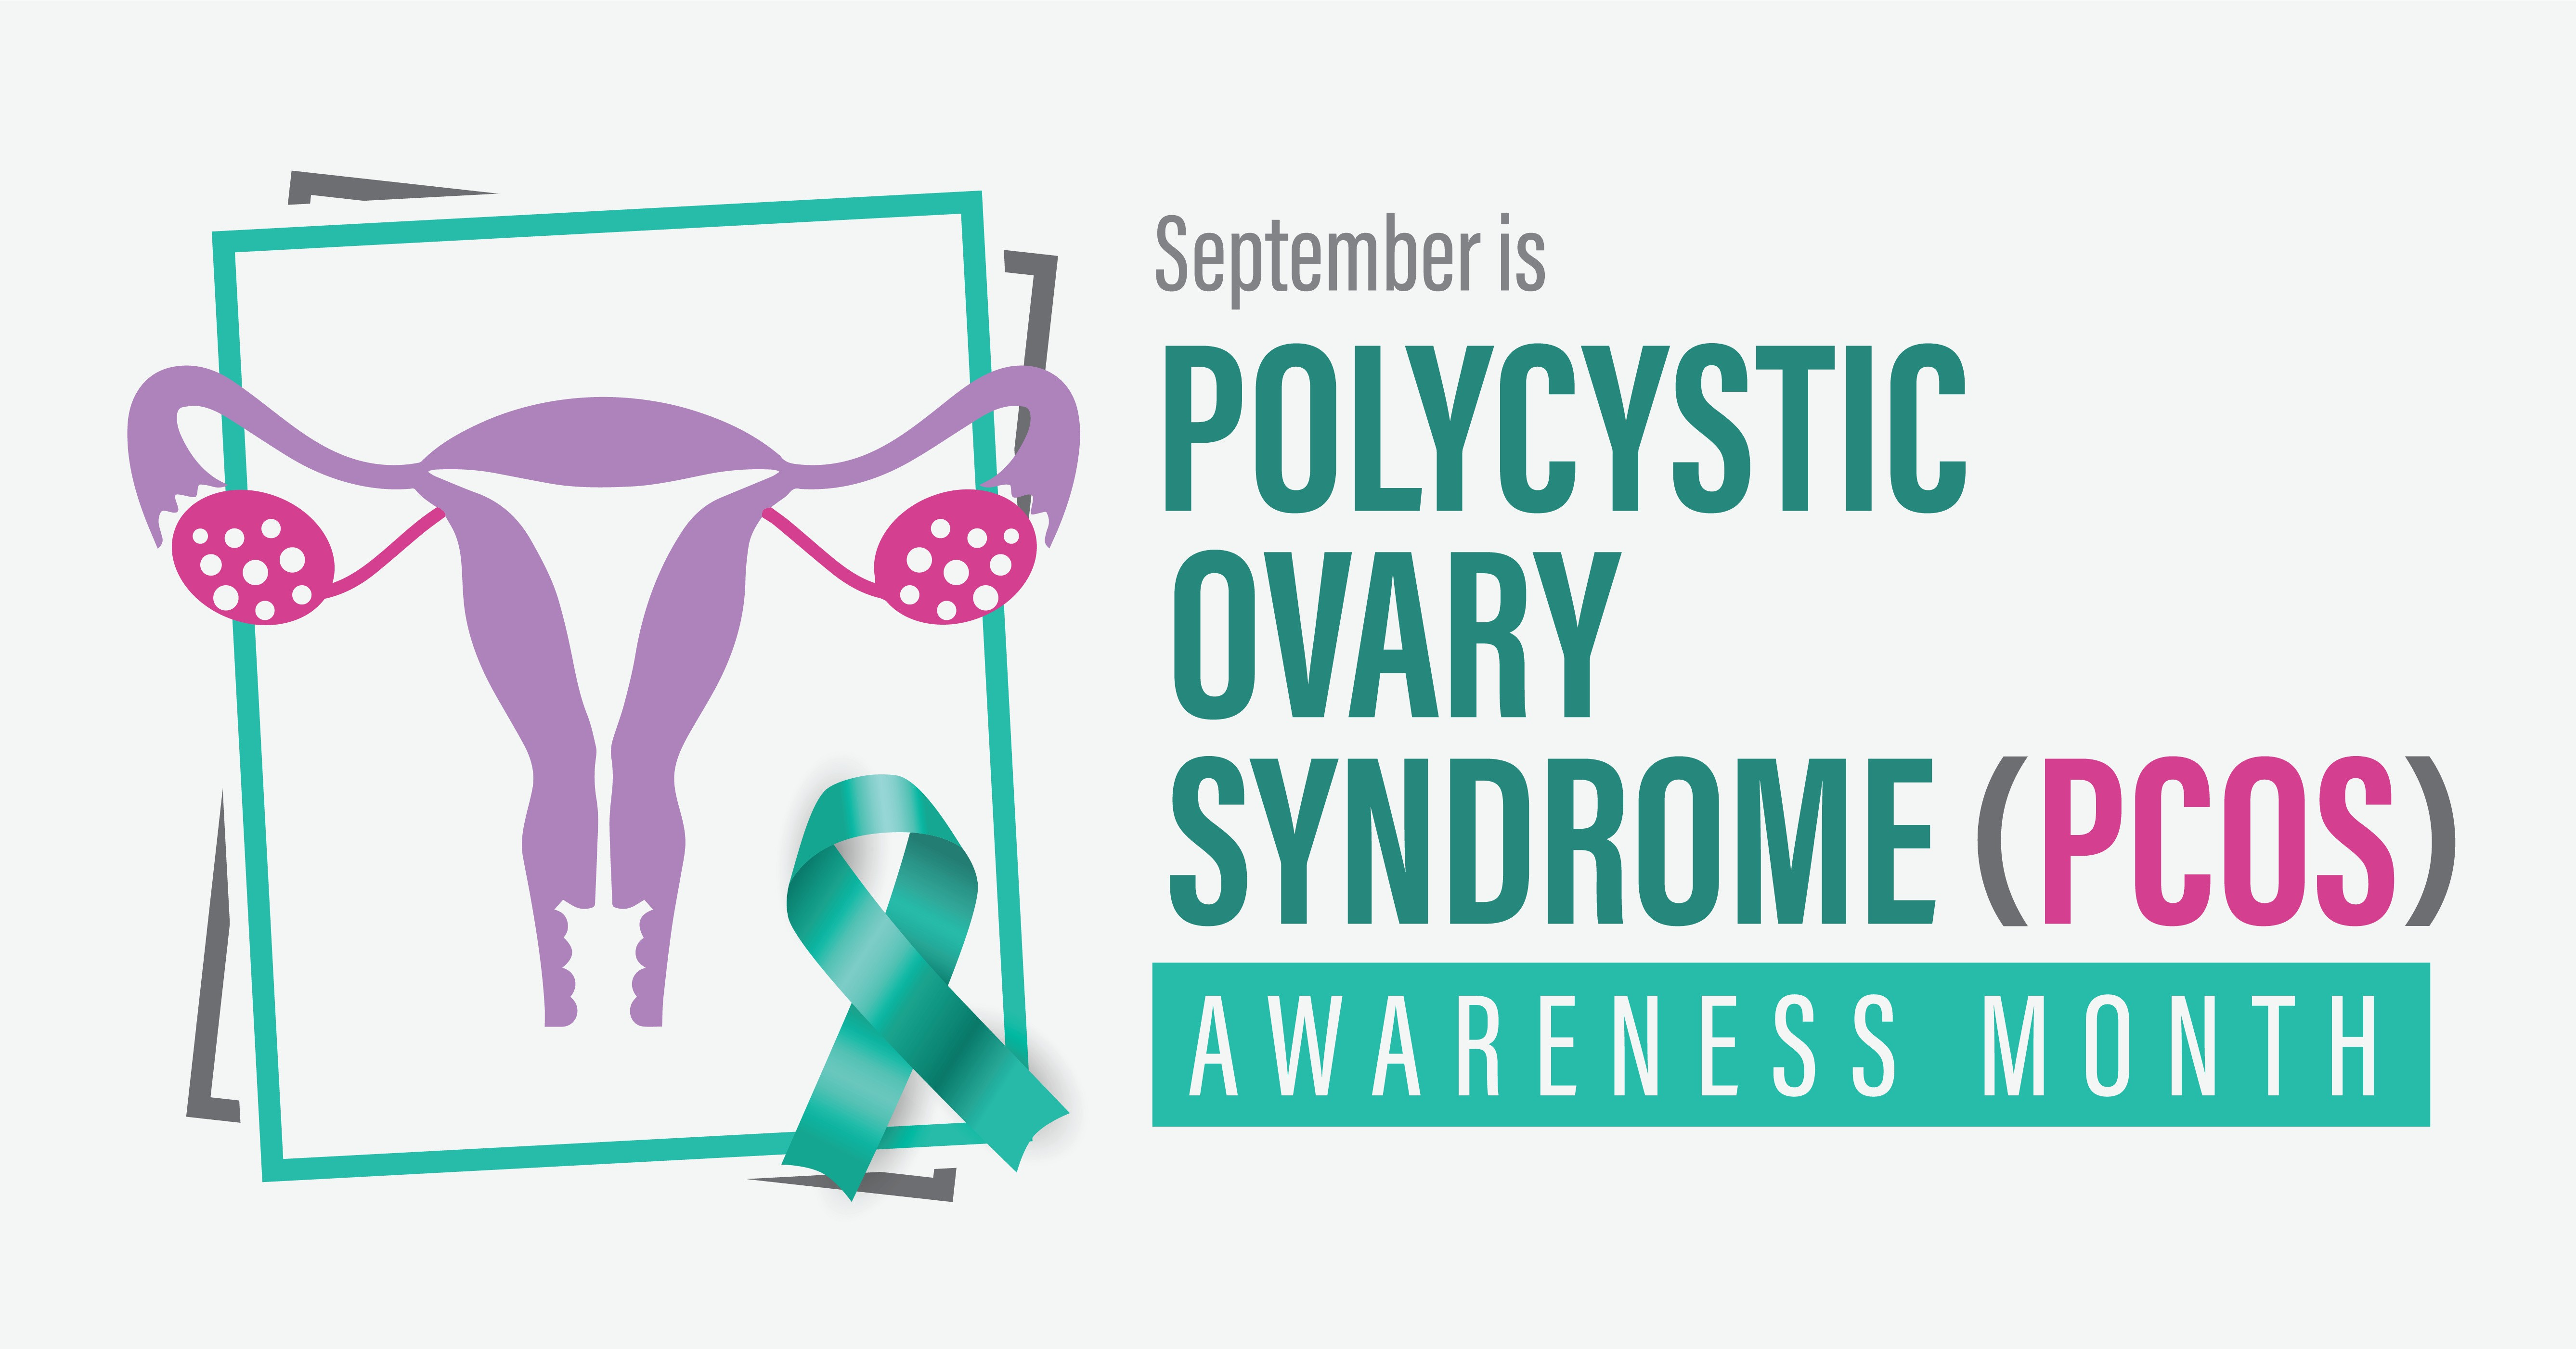 September is
POLYCYSTIC
OVARY
SYNDROME (PCOS)
AWARENESS MONTH